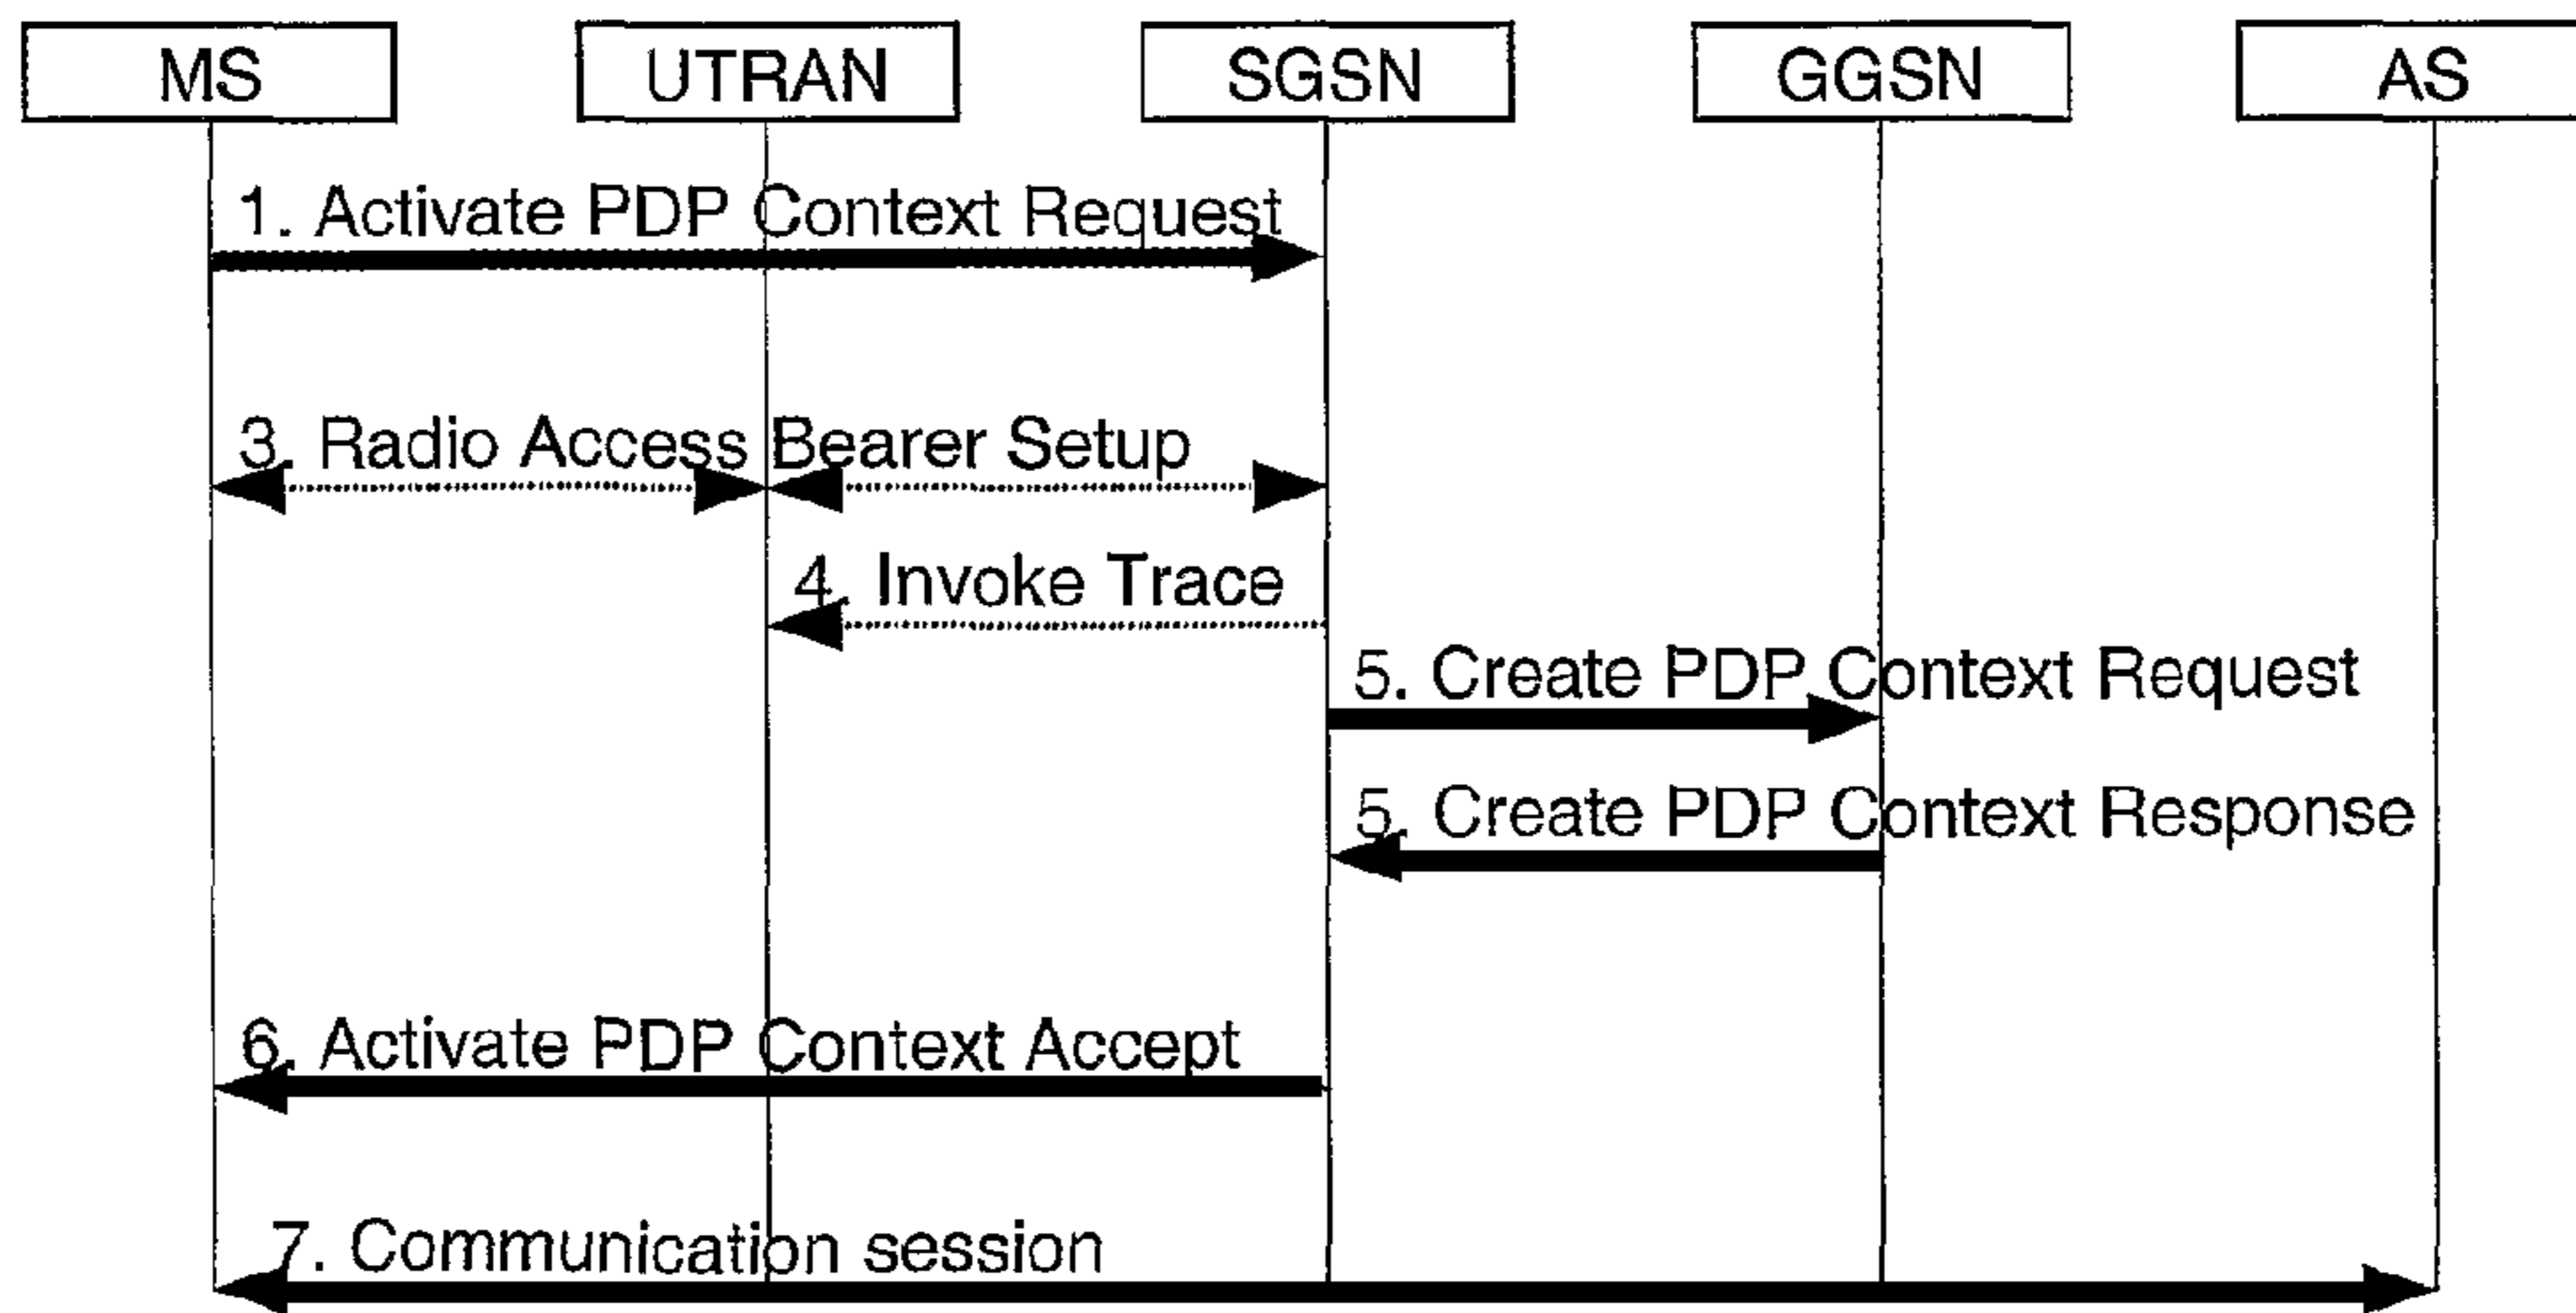 MS
UTRAN
SGSN
GGSN
AS
1. Activate PDP Context Request
3. Radio Access Bearer Setup
4. Invoke Trace
5. Create PDP Context Request
5. Create PDP Context Response
6. Activate PDP Context Accept
7. Communication session